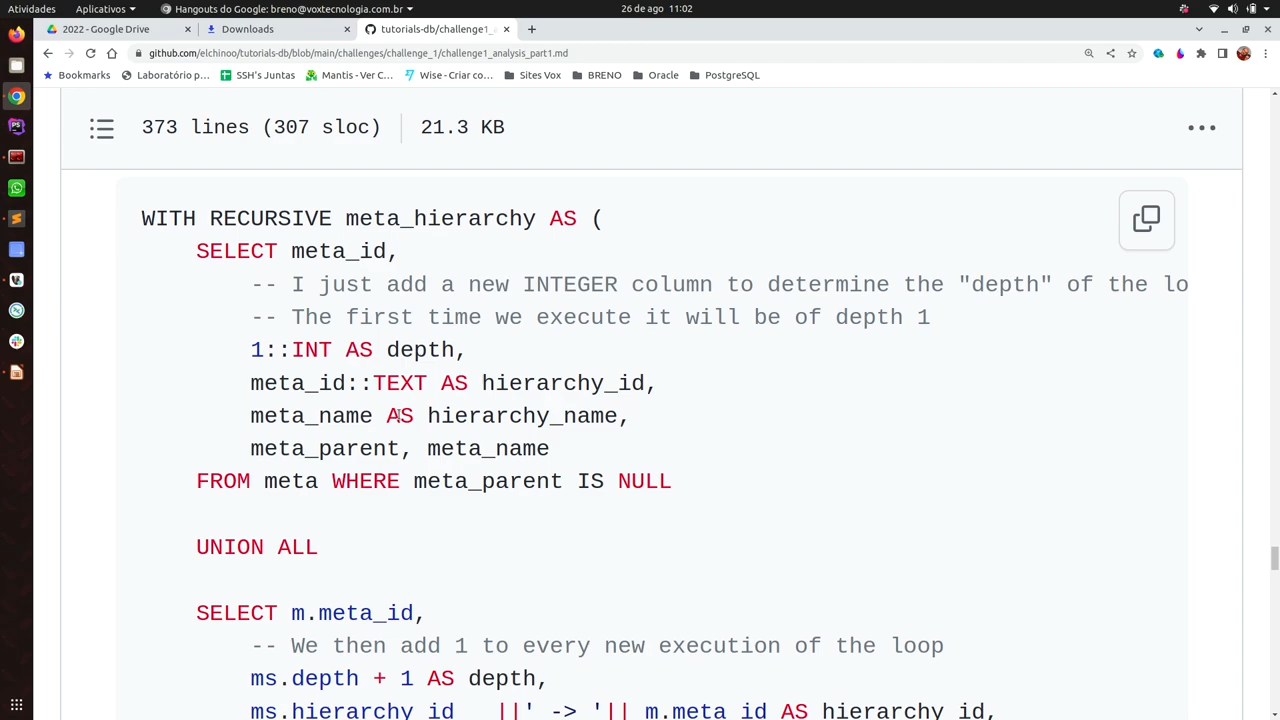 Atividades
Aplicativos
Hangouts do Google: breno@voxtecnologia.com.br
26 de ago 11:02
2022 - Google Drive
Downloads
tutorials-db/challenge1_a
github.com/elchinoo/tutorials-db/blob/main/challenges/challenge_1/challenge1_analysis_part1.md
Bookmarks
Laboratório p…
SSH's Juntas
Mantis - Ver C…
Wise - Criar co…
Sites Vox
BRENO
Oracle
PostgreSQL
373 lines (307 sloc)
21.3 KB
WITH RECURSIVE meta_hierarchy AS (
SELECT meta_id,
-- I just add a new INTEGER column to determine the "depth" of the lo
-- The first time we execute it will be of depth 1
1::INT AS depth,
meta_id::TEXT AS hierarchy_id,
meta_name AS hierarchy_name,
meta_parent, meta_name
FROM meta WHERE meta_parent IS NULL
UNION ALL
SELECT m.meta_id,
-- We then add 1 to every new execution of the loop
ms.depth + 1 AS depth,
ms.hierarchy_id ||' -> '|| m.meta_id AS hierarchy_id,